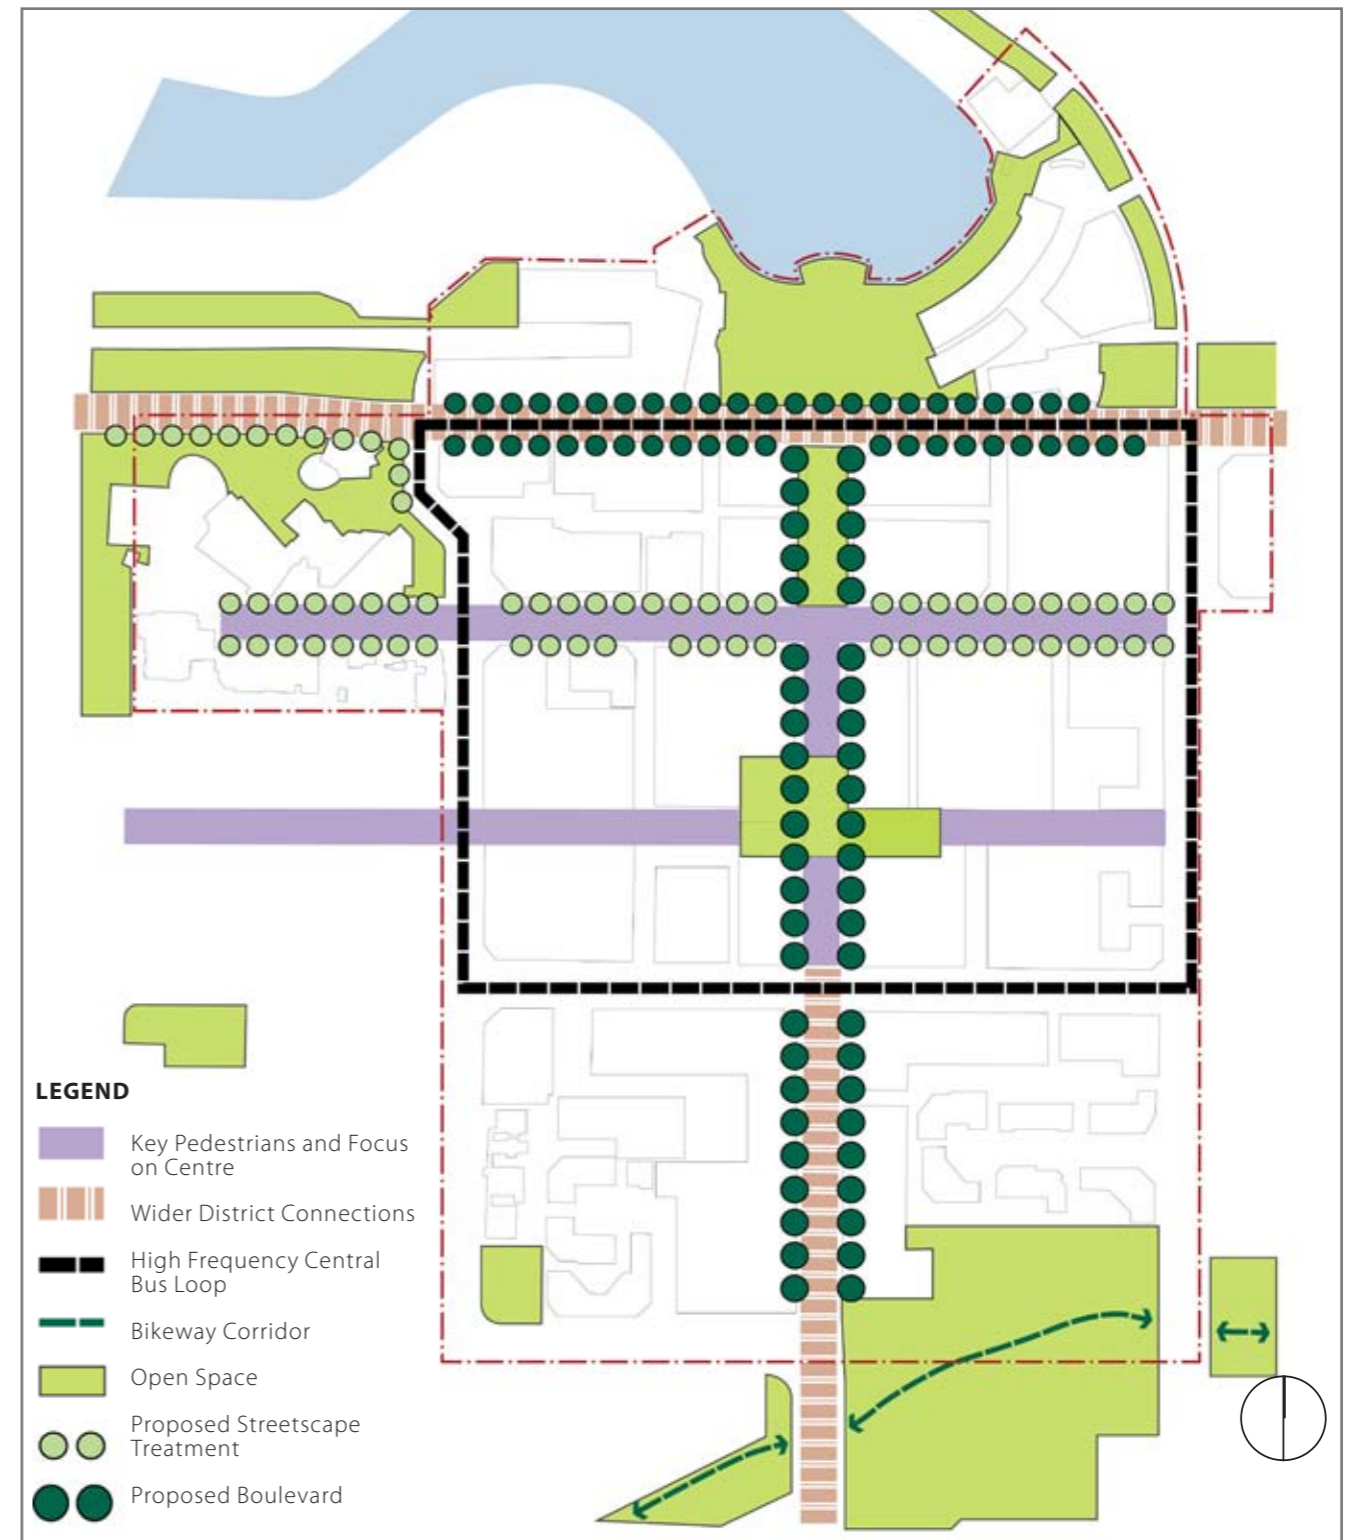 LEGEND
Key Pedestrians and Focus
on Centre
Wider District Connections
High Frequency Central
Bus Loop
Bikeway Corridor
Open Space
Proposed Streetscape
Treatment
Proposed Boulevard